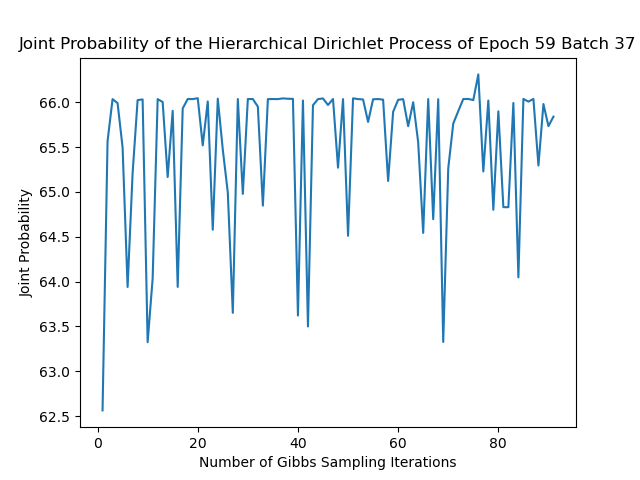 Joint Probability of the Hierarchical Dirichlet Process of Epoch 59 Batch 37
66.0
65.5
65.0
64.5
64.0
63.5
63.0
62.5
Joint Probability
0 20 40 60 80
Number of Gibbs Sampling Iterations